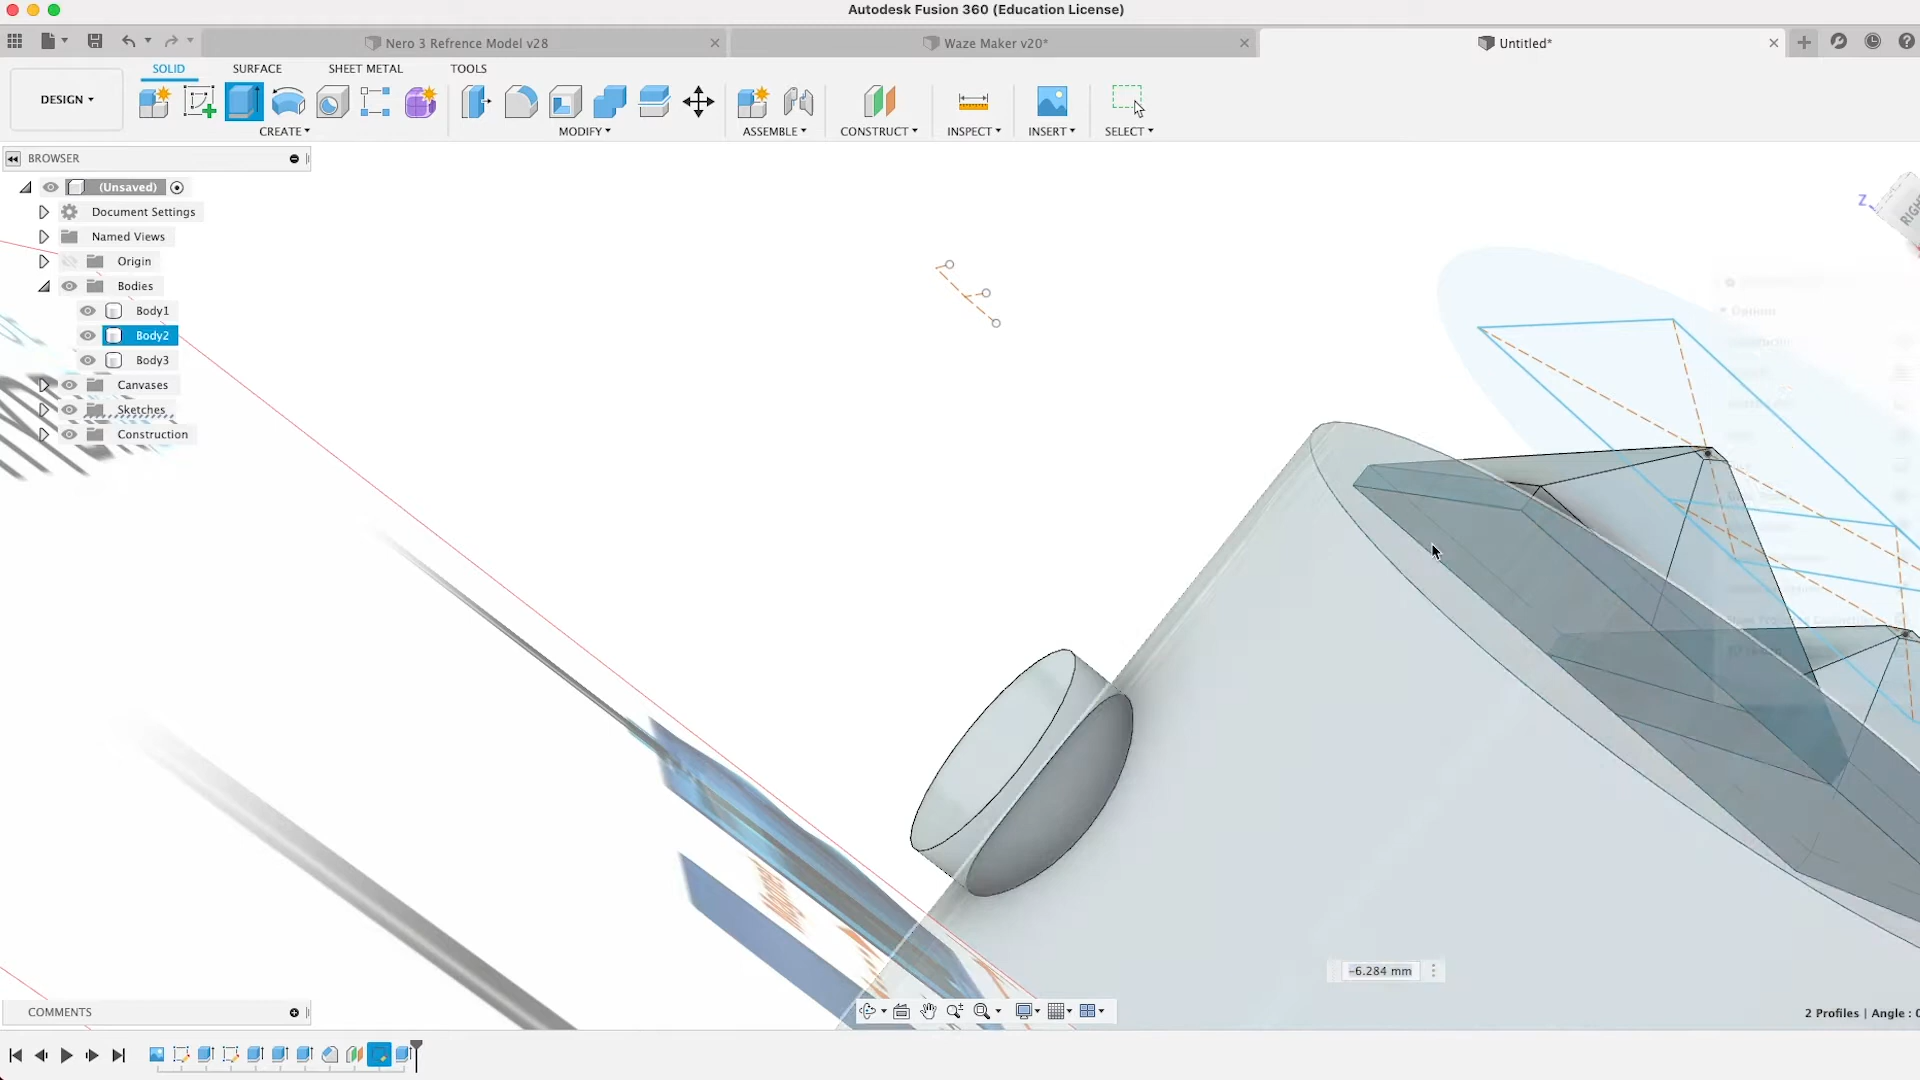 Autodesk Fusion 360 (Education License)
Nero 3 Refrence Model v28
Waze Maker v20*
Untitled*
SOLID
SURFACE
SHEET METAL
TOOLS
DESIGN
CREATE
MODIFY
ASSEMBLE
CONSTRUCT
INSPECT
INSERT
SELECT
BROWSER
(Unsaved)
Document Settings
Named Views
Origin
Bodies
Body1
Body2
Body3
Canvases
Sketches
Construction
Z
-6.284 mm
COMMENTS
2 Profiles | Angle : 0